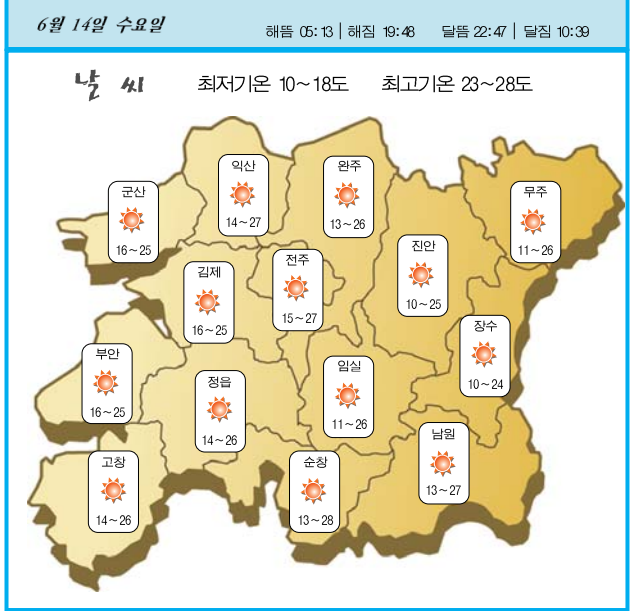 6월 14일 수요일
해뜸 05:13 | 해짐 19:48 달뜸 22:47 | 달짐 10:39
날 씨 최저기온 10~18도 최고기온 23~28도
익산
14~27
완주
13~26
군산
16~25
무주
11~26
진안
10~25
전주
15~27
김제
16~25
장수
10~24
부안
16~25
임실
11~26
정읍
14~26
남원
13~27
고창
14~26
순창
13~28